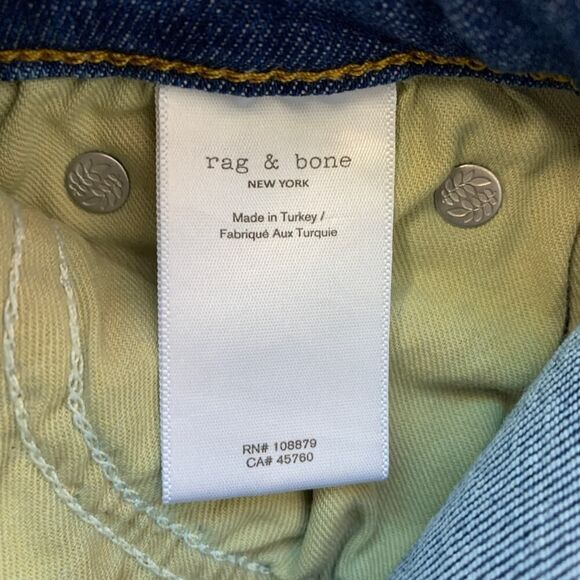 rag & bone
NEW YORK
Made in Turkey /
Fabriqué Aux Turquie
RN# 108879
CA# 45760